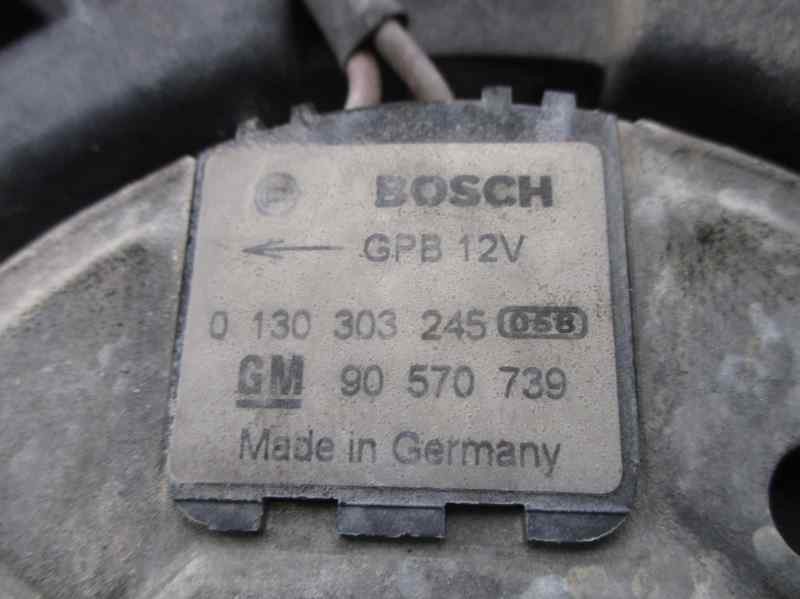 BOSCH
GPB 12V
0 130 303 245 058
GM 90 570 739
Made in Germany